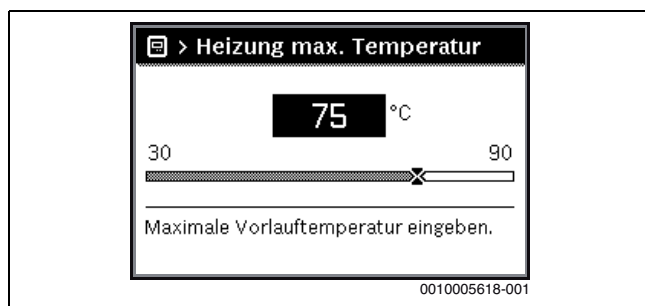 > Heizung max. Temperatur
75 °C
30 90
Maximale Vorlauftemperatur eingeben.
0010005618-001